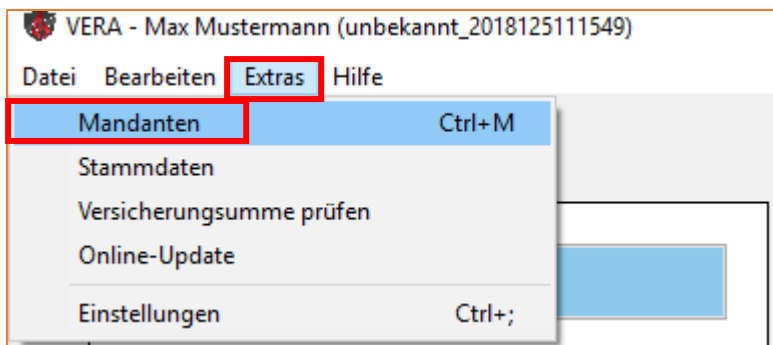 VERA - Max Mustermann (unbekannt_2018125111549)
Datei Bearbeiten Extras Hilfe
Mandanten Ctrl+M
Stammdaten
Versicherungsumme prüfen
Online-Update
Einstellungen Ctrl+;